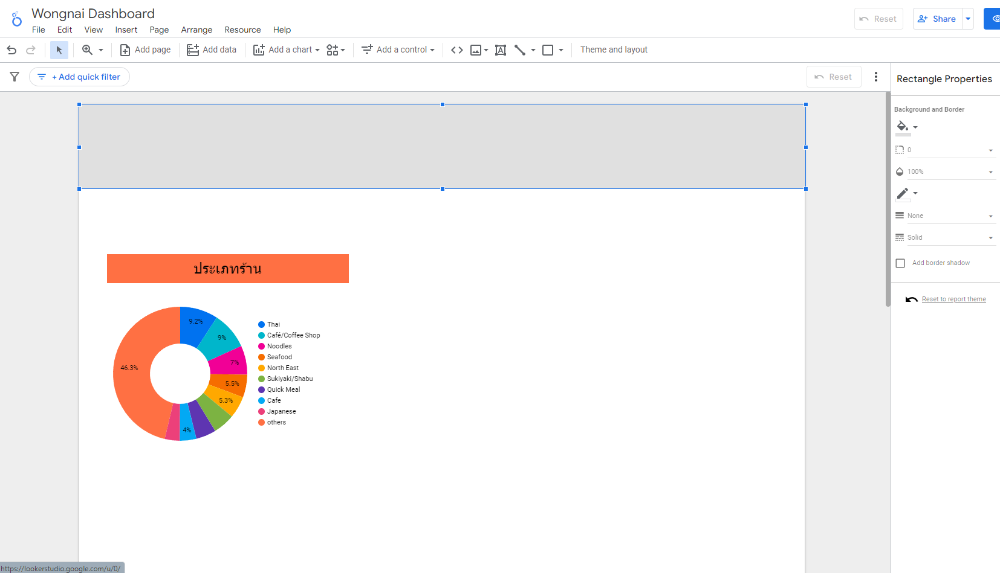 Wongnai Dashboard
File Edit View Insert Page Arrange Resource Help
Reset
Share
Add page
Add data
Add a chart
Add a control
Theme and layout
+ Add quick filter
Reset
Rectangle Properties
Background and Border
0
100%
None
Solid
Add border shadow
Reset to report theme
ประเภทร้าน
9.2%
9%
7%
5.5%
5.3%
4%
46.3%
Thai
Café/Coffee Shop
Noodles
Seafood
North East
Sukiyaki/Shabu
Quick Meal
Cafe
Japanese
others
https://lookerstudio.google.com/u/0/